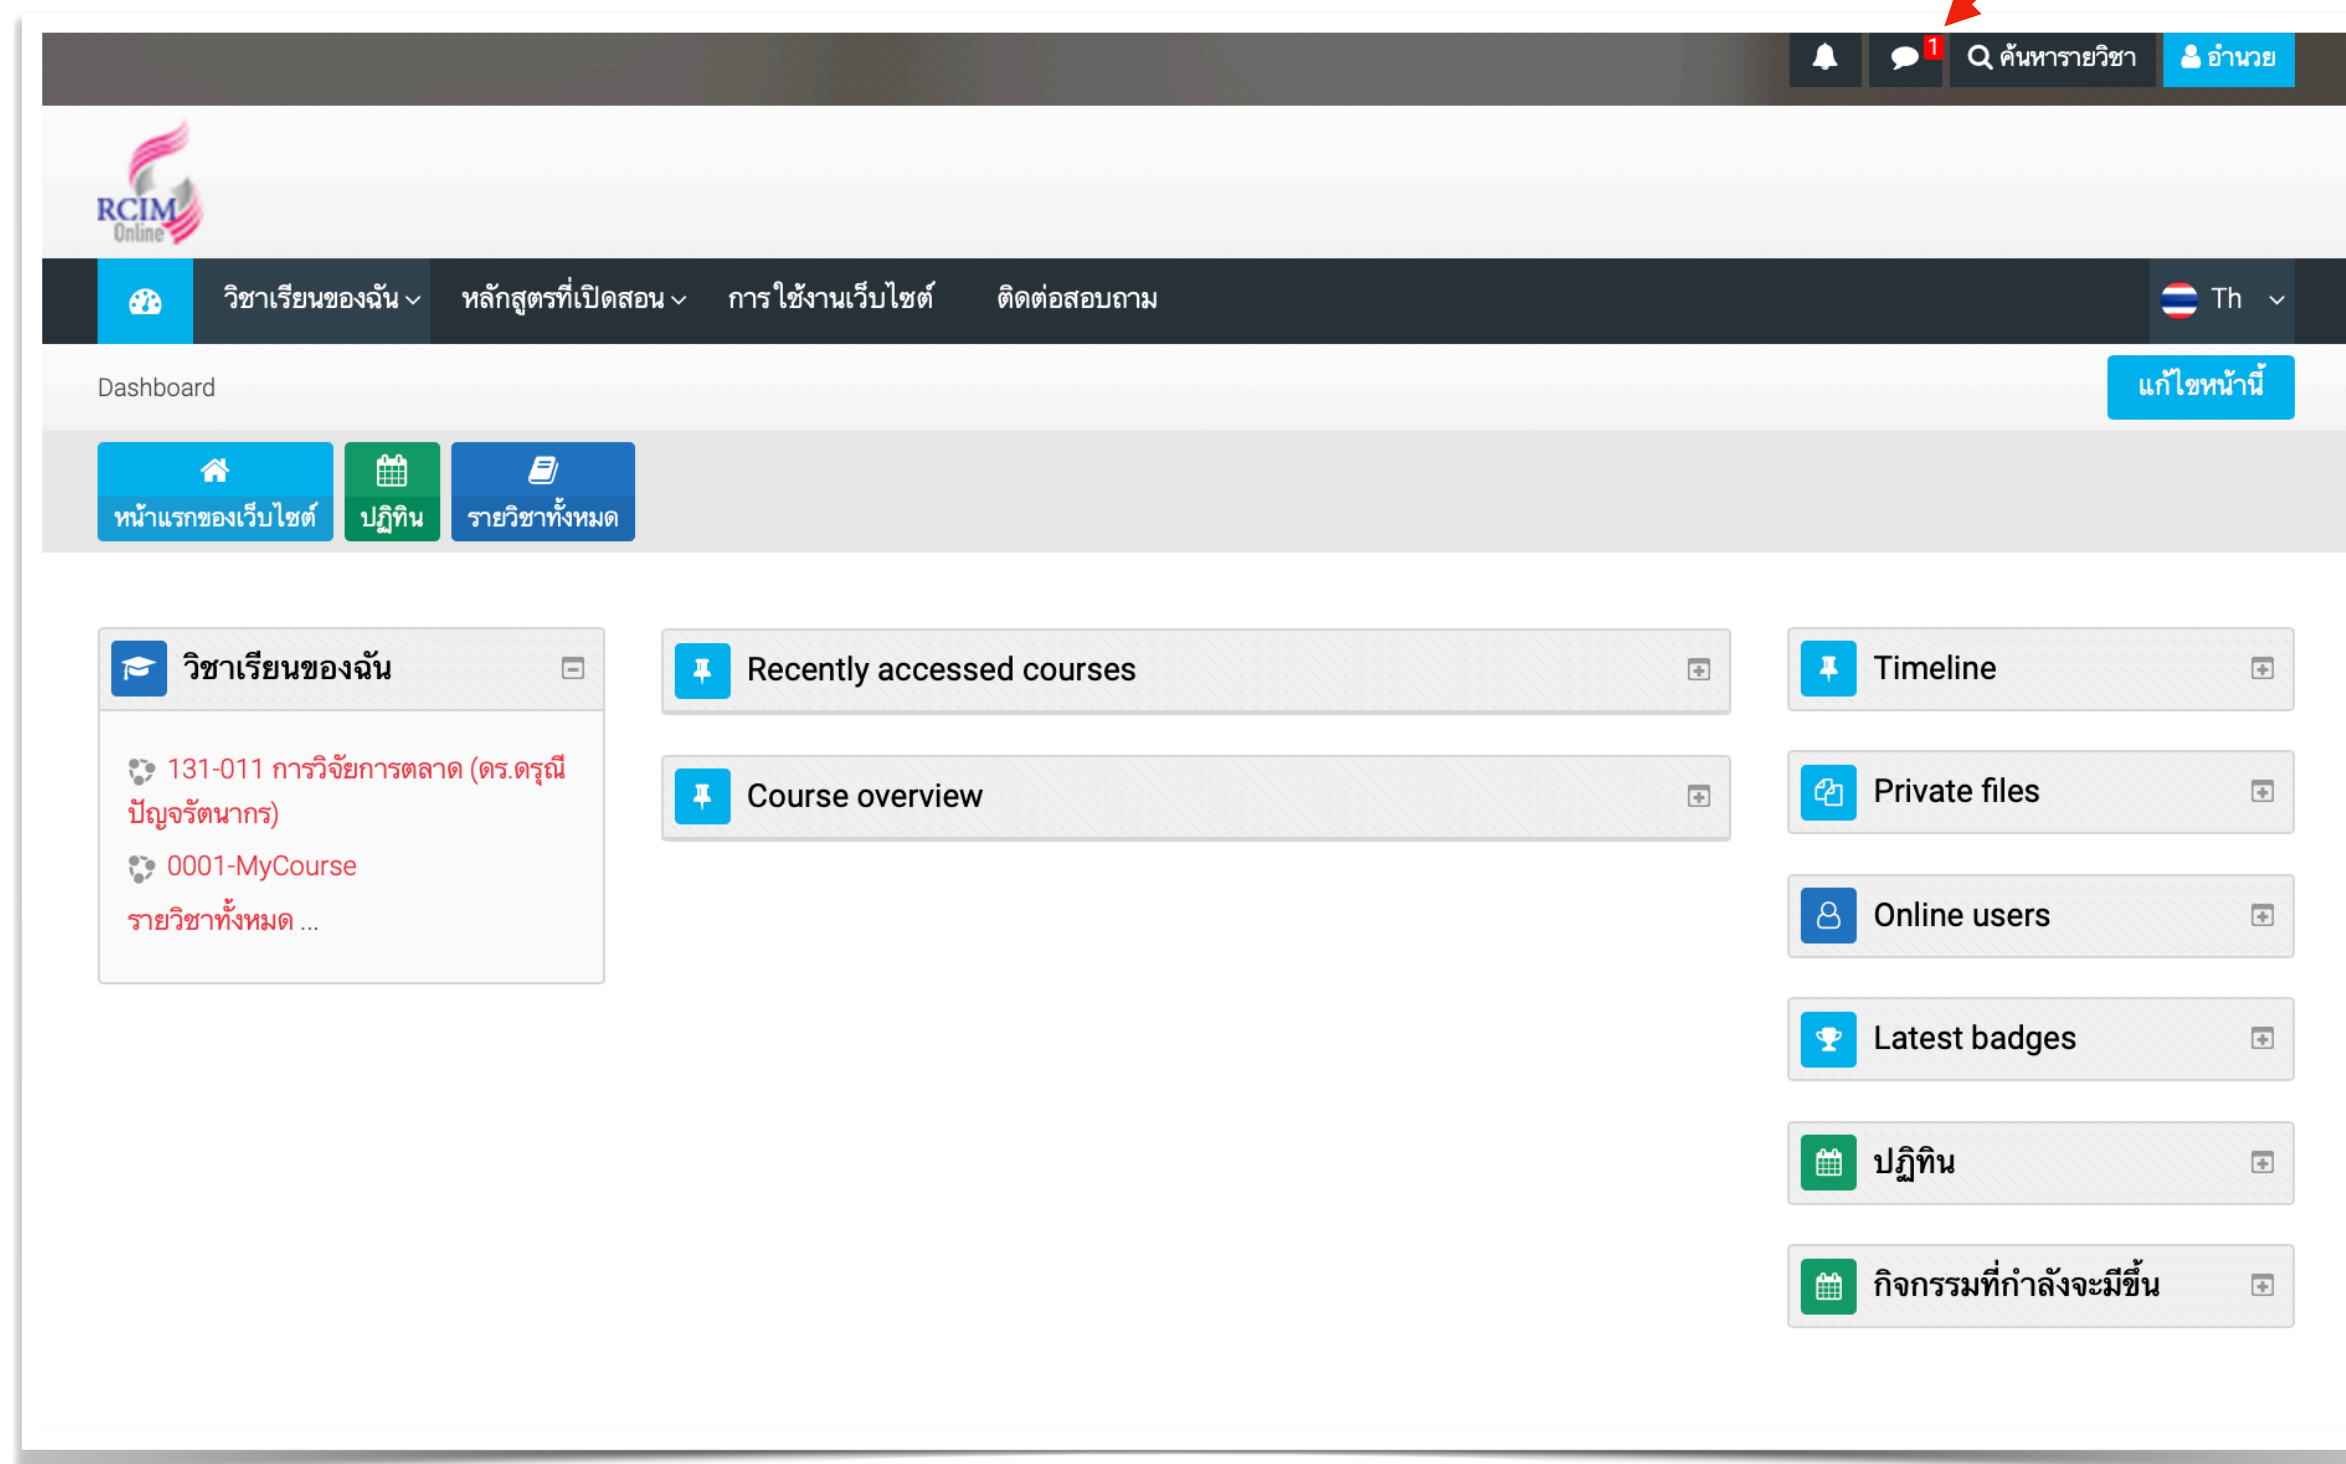 1
ค้นหารายวิชา
อำนวย
RCIM
Online
วิชาเรียนของฉัน
หลักสูตรที่เปิดสอน
การใช้งานเว็บไซต์
ติดต่อสอบถาม
Th
Dashboard
แก้ไขหน้านี้
หน้าแรกของเว็บไซต์
ปฏิทิน
รายวิชาทั้งหมด
วิชาเรียนของฉัน
131-011 การวิจัยการตลาด (ดร.ดรุณี
ปัญจรัตนากร)
0001-MyCourse
รายวิชาทั้งหมด ...
Recently accessed courses
Course overview
Timeline
Private files
Online users
Latest badges
ปฏิทิน
กิจกรรมที่กำลังจะมีขึ้น